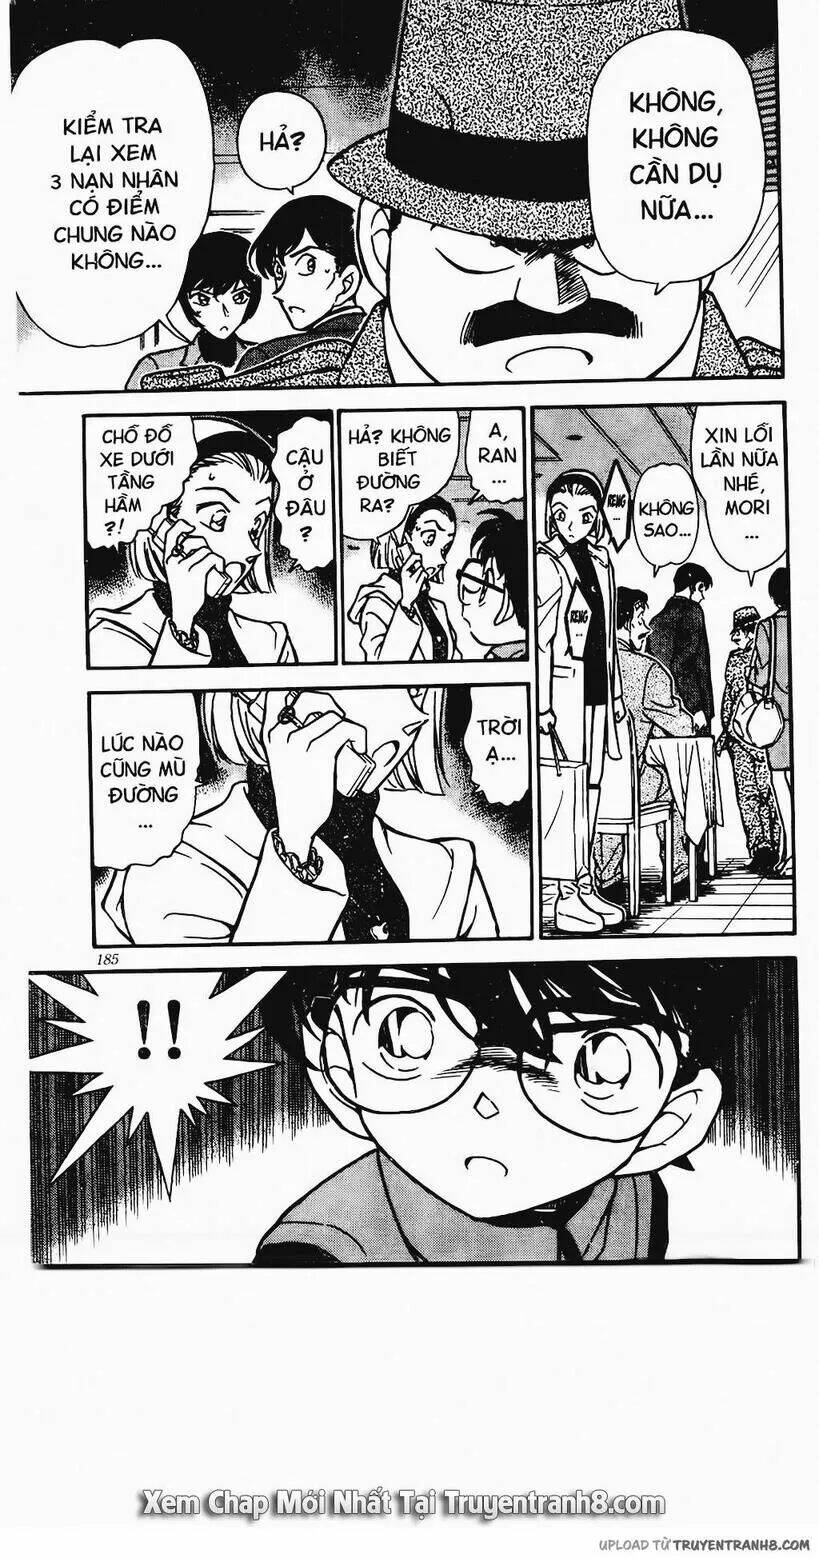 KHÔNG,
KHÔNG
CẦN DỤ
NỮA...
HẢ?
KIỂM TRA
LẠI XEM
3 NẠN NHÂN
CÓ ĐIỂM
CHUNG NÀO
KHÔNG...
XIN LỖI
LẦN NỮA
NHÉ,
MORI
...
KHÔNG
SAO...
RENG
...
RENG
...
A,
RAN
...
HẢ? KHÔNG
BIẾT
ĐƯỜNG
RA?
CẬU
Ở
ĐÂU
?
CHỖ ĐỒ
XE DƯỚI
TẦNG
HẦM
?!
TRỜI
Ạ...
LÚC NÀO
CŨNG MÙ
ĐƯỜNG
...
185
!!
Xem Chap Mới Nhất Tại Truyentranh8.com
UPLOAD TỪ TRUYENTRANH8.COM